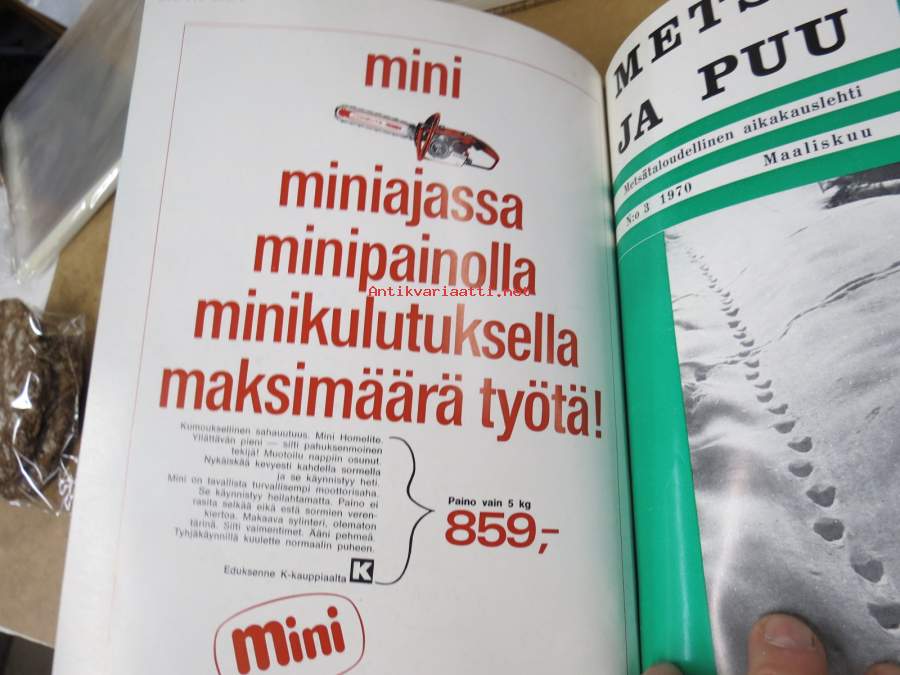 mini
miniajassa
minipainolla
Antikvariaatti.net
minikulutuksella
maksimäärä työtä!
Kumouksellinen sahauutuus. Mini Homelite.
Yllättävän pieni — silti pahuksenmoinen
tekijä! Muotoilu nappiin osunut.
Nykäiskää kevyesti kahdella sormella
ja se käynnistyy heti.
Mini on tavallista turvallisempi moottorisaha.
Se käynnistyy heilahtamatta. Paino ei
rasita selkää eikä estä sormien veren-
kiertoa. Makaava sylinteri, olematon
tärinä. Silti vaimentimet. Ääni pehmeä.
Tyhjäkäynnillä kuulette normaalin puheen.
Eduksenne K-kauppiaalta K
Paino vain 5 kg
859,-
mini
METS
JA PUU
Metsätaloudellinen aikakauslehti
N:o 3 1970 Maaliskuu